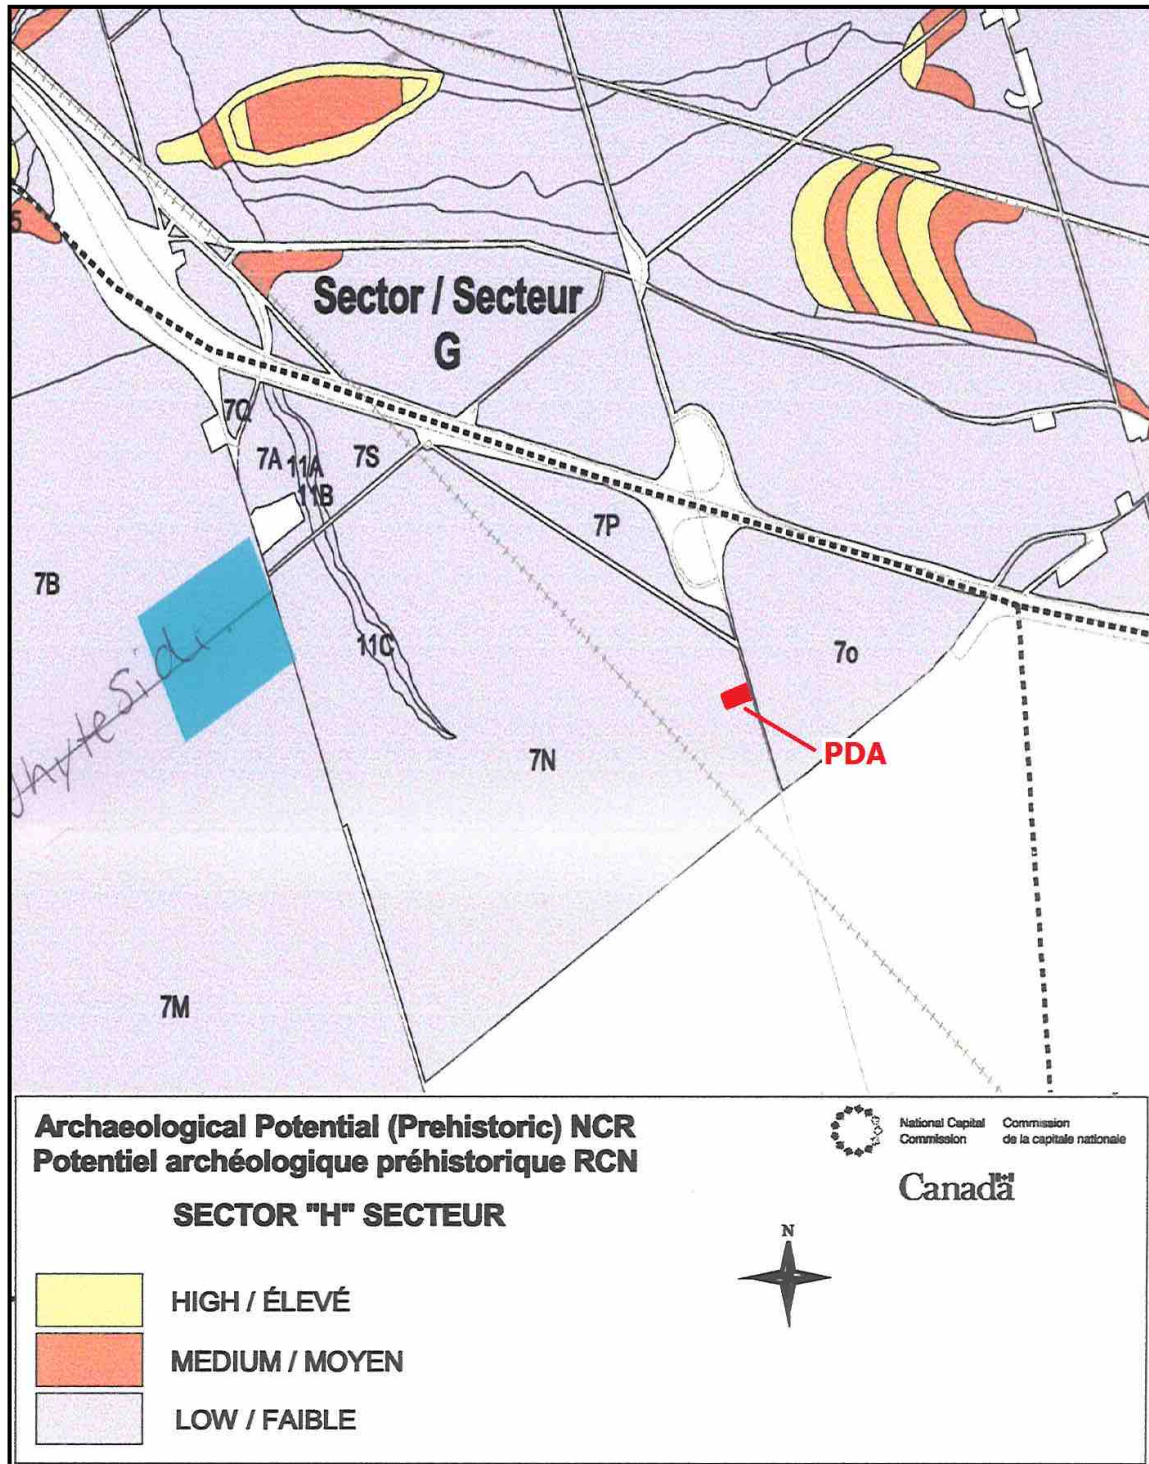 5
Sector / Secteur
G
7Q
7A
11A
7S
11B
7P
7B
7o
11C
7N
PDA
7M
Archaeological Potential (Prehistoric) NCR
Potentiel archéologique préhistorique RCN
SECTOR "H" SECTEUR
National Capital
Commission
Commission
de la capitale nationale
Canada
N
HIGH / ÉLEVÉ
MEDIUM / MOYEN
LOW / FAIBLE